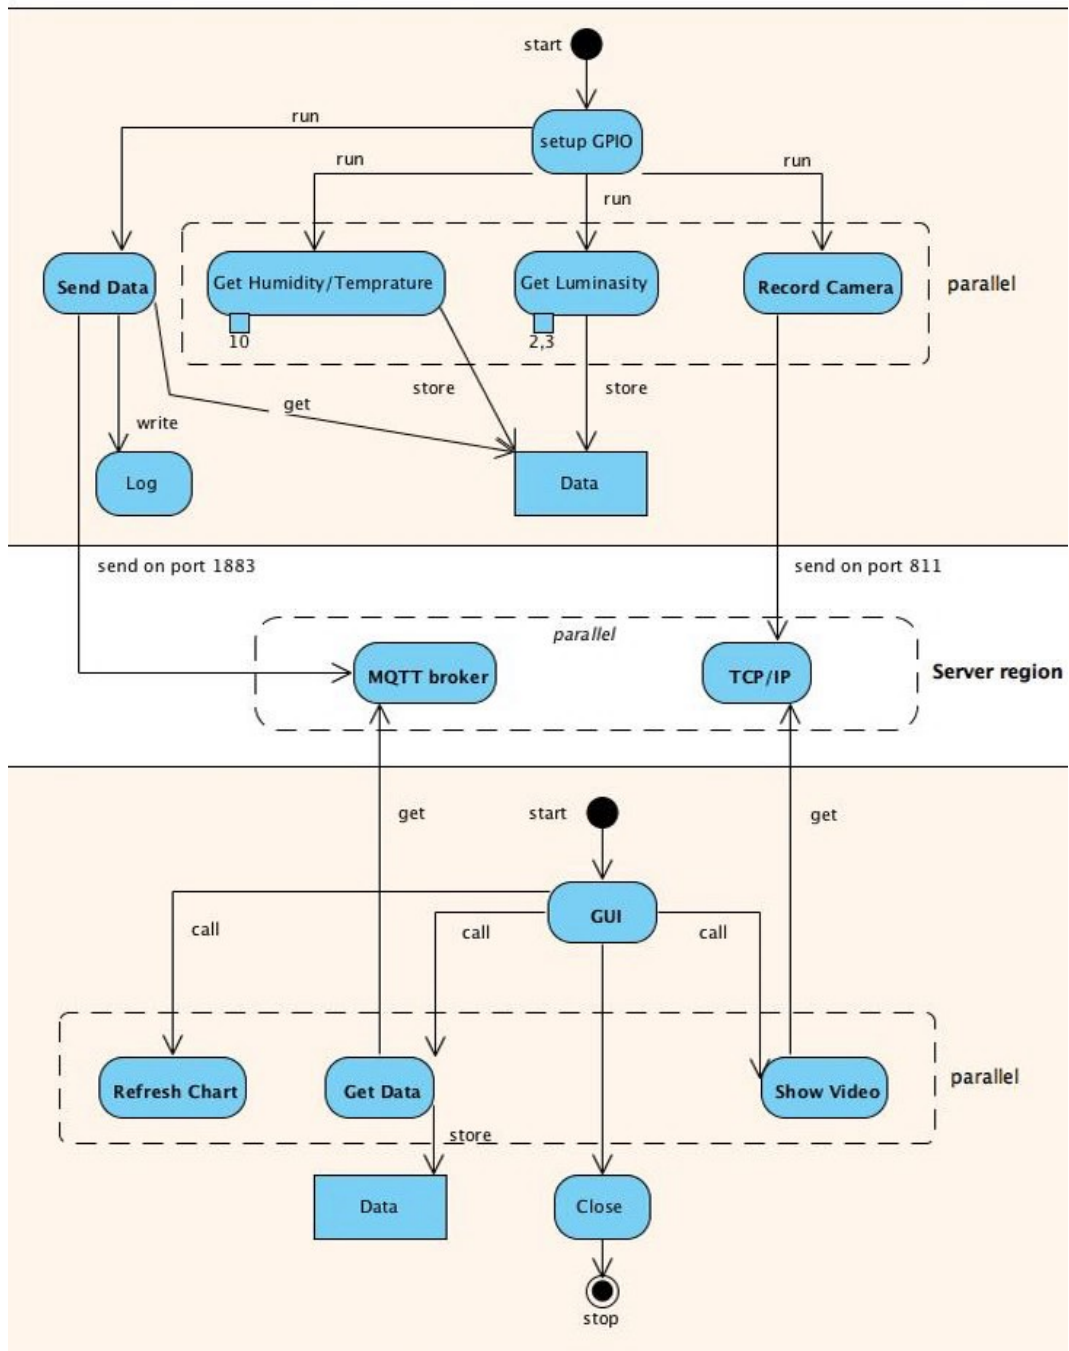 start
setup GPIO
run
run
run
run
Send Data
Get Humidity/Temprature
Get Luminasity
Record Camera
parallel
10
2,3
store
store
get
write
Log
Data
send on port 1883
send on port 811
parallel
MQTT broker
TCP/IP
Server region
start
get
get
GUI
call
call
call
Refresh Chart
Get Data
Show Video
parallel
store
Data
Close
stop